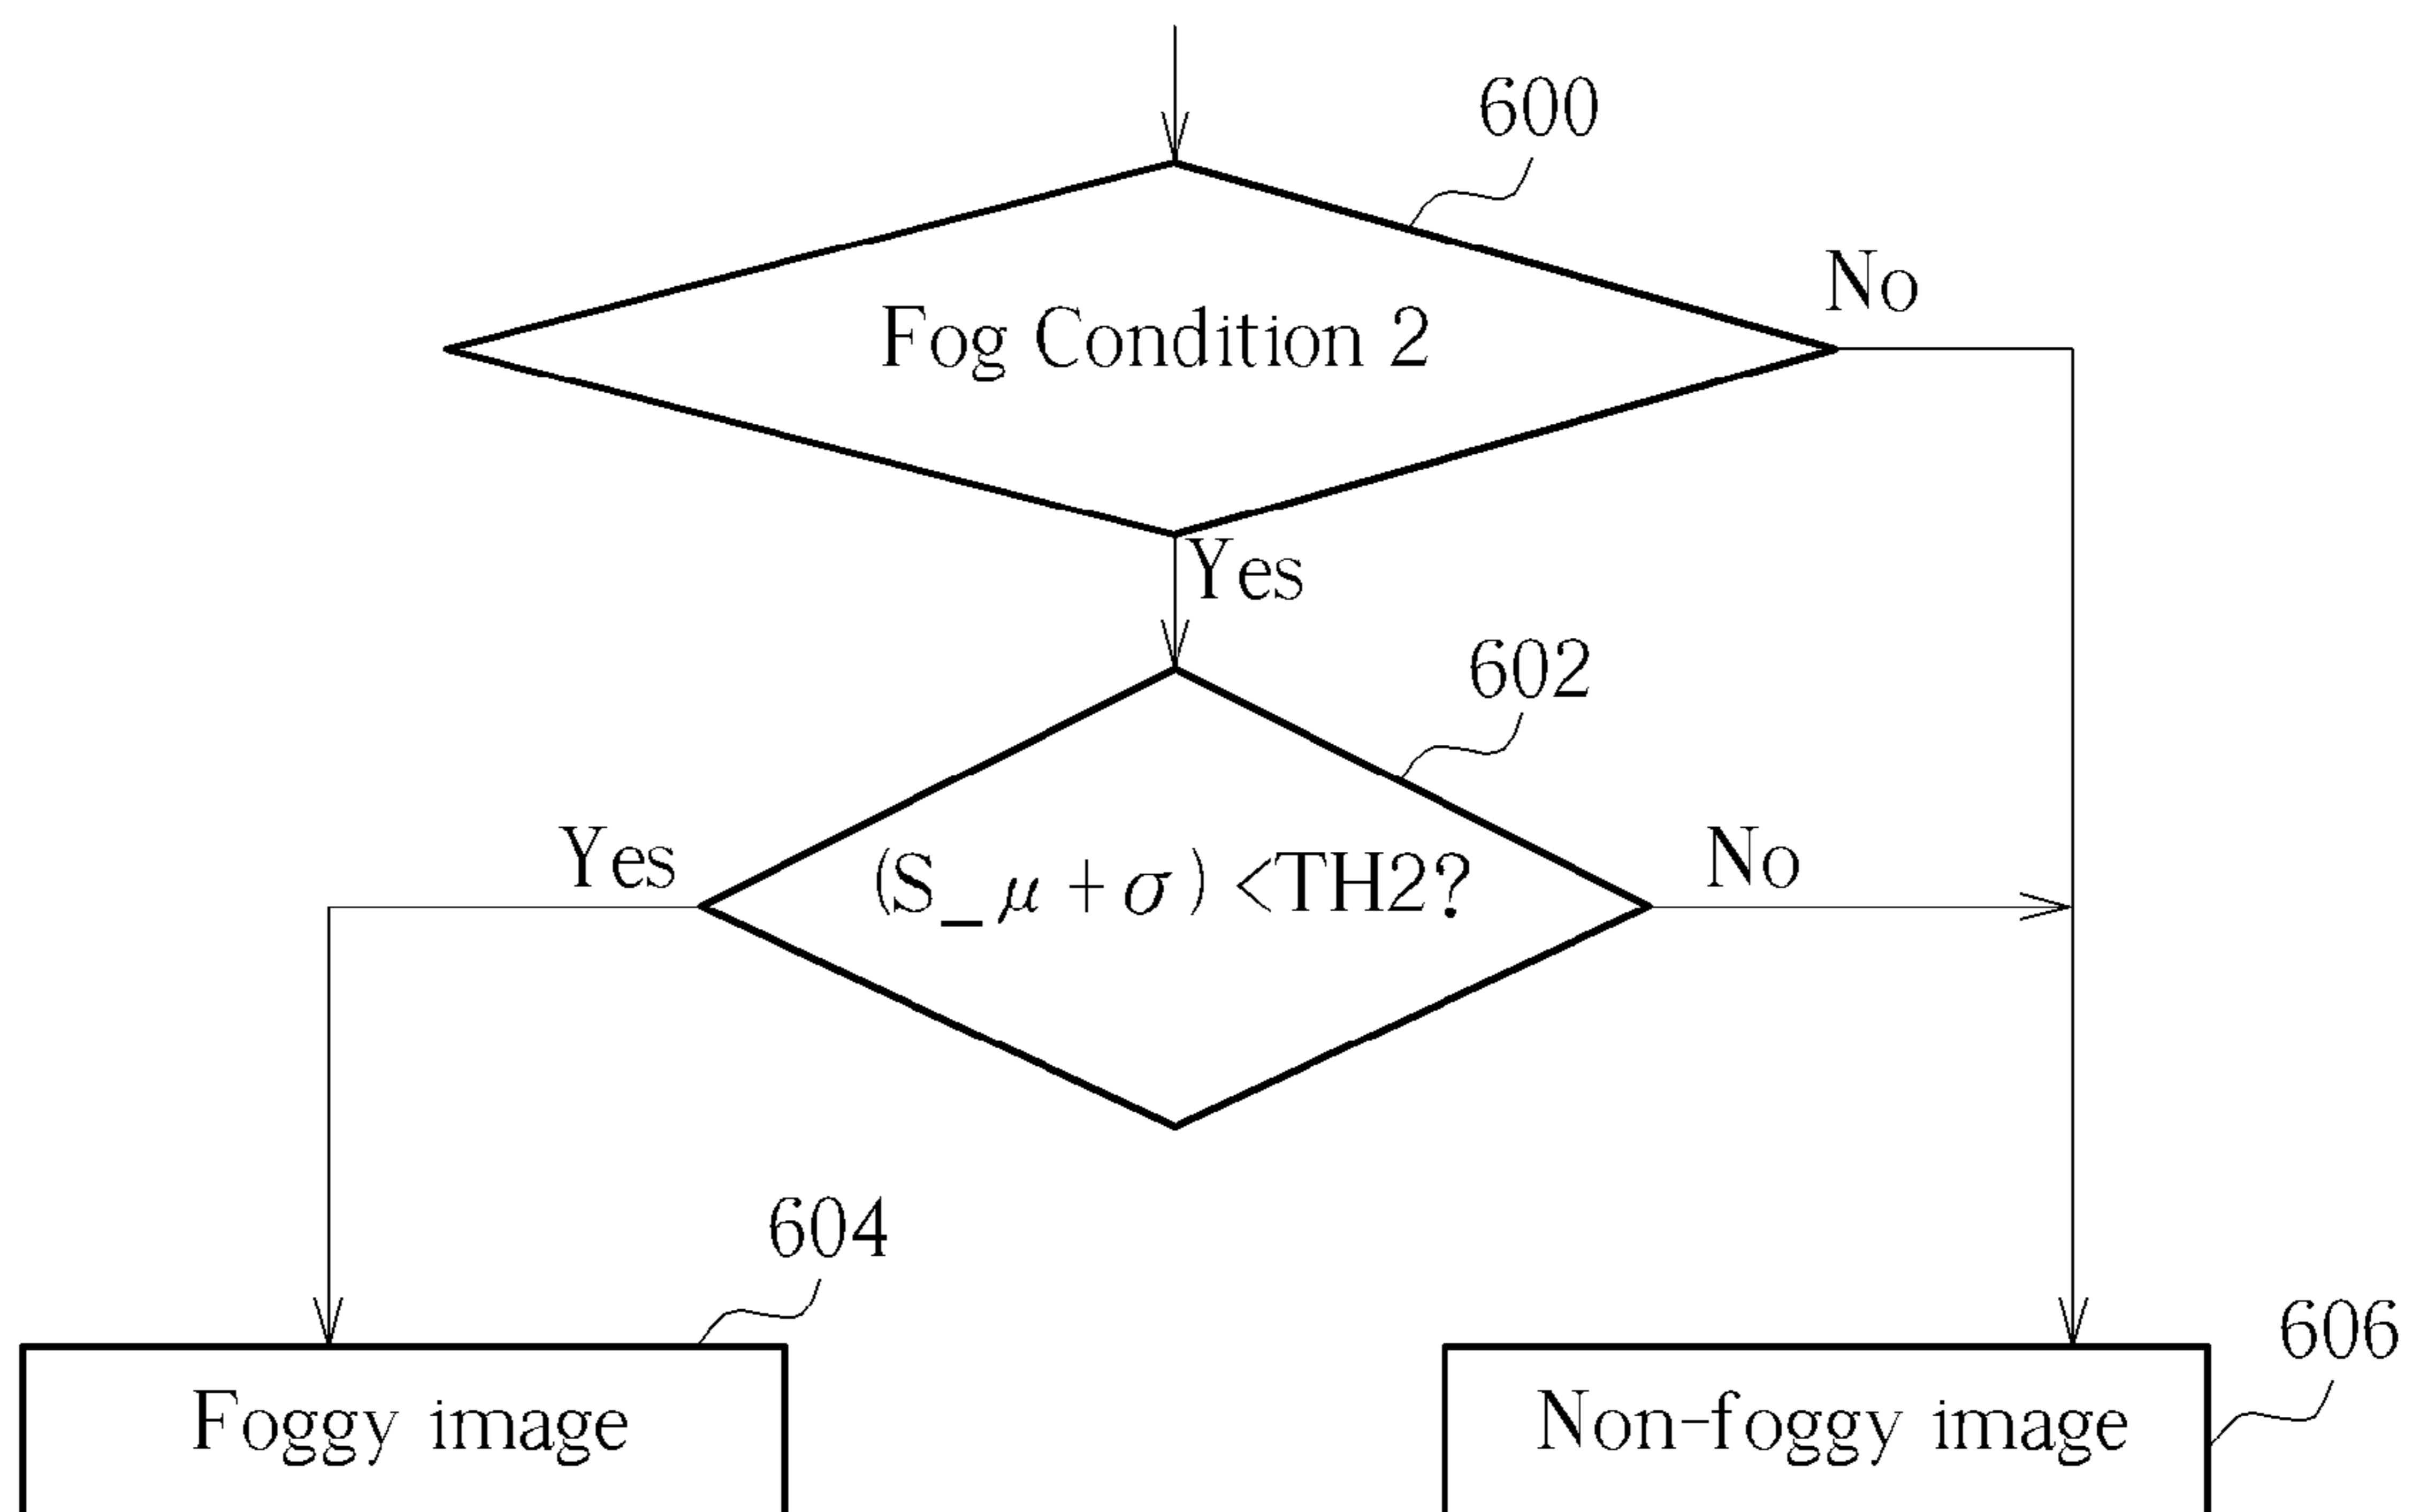 600
No
Fog Condition 2
Yes
602
Yes
(S_μ+σ)<TH2?
No
604
606
Foggy image
Non-foggy image